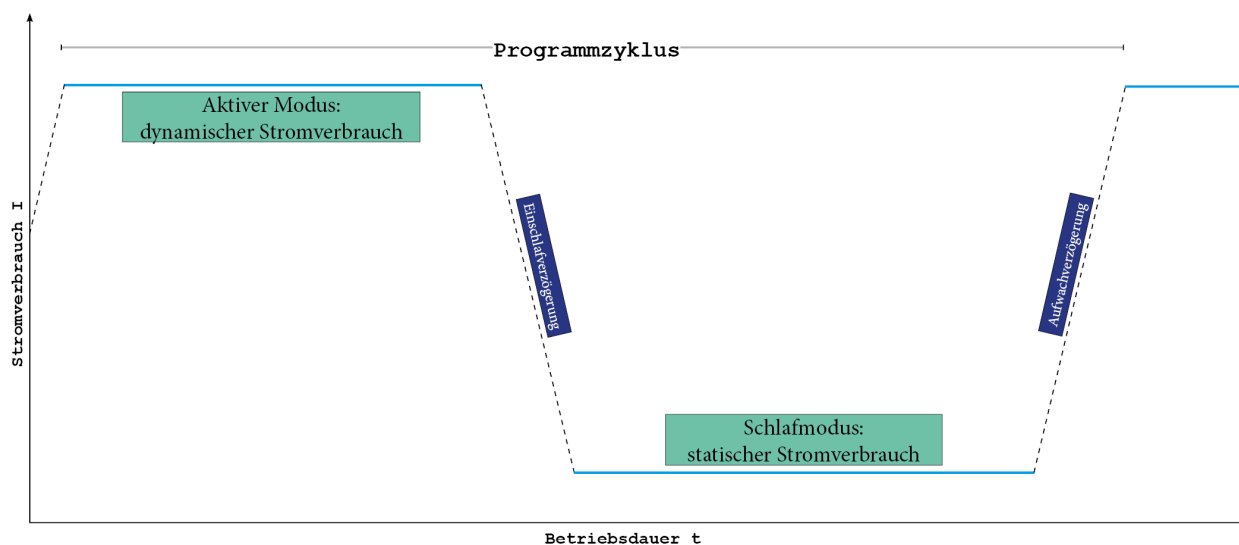 Programmzyklus
Aktiver Modus:
dynamischer Stromverbrauch
Einschlafverzögerung
Aufwachverzögerung
Stromverbrauch I
Schlafmodus:
statischer Stromverbrauch
Betriebsdauer t